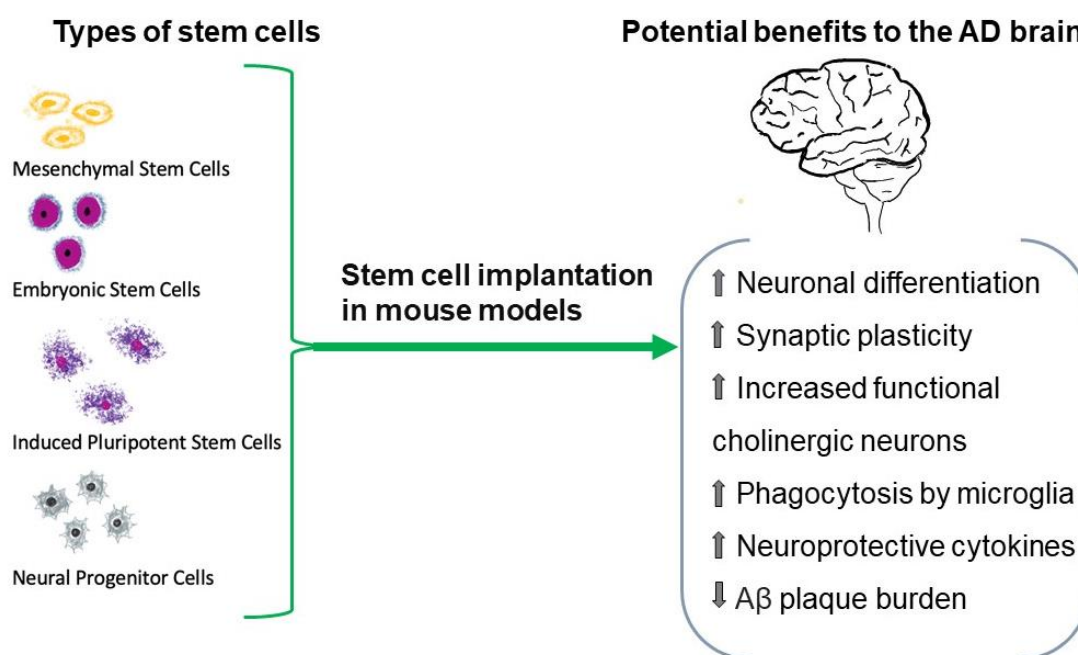 Types of stem cells
Mesenchymal Stem Cells
Embryonic Stem Cells
Induced Pluripotent Stem Cells
Neural Progenitor Cells
Stem cell implantation
in mouse models
Potential benefits to the AD brain
⇧ Neuronal differentiation
⇧ Synaptic plasticity
⇧ Increased functional
cholinergic neurons
⇧ Phagocytosis by microglia
⇧ Neuroprotective cytokines
⇩ Aβ plaque burden